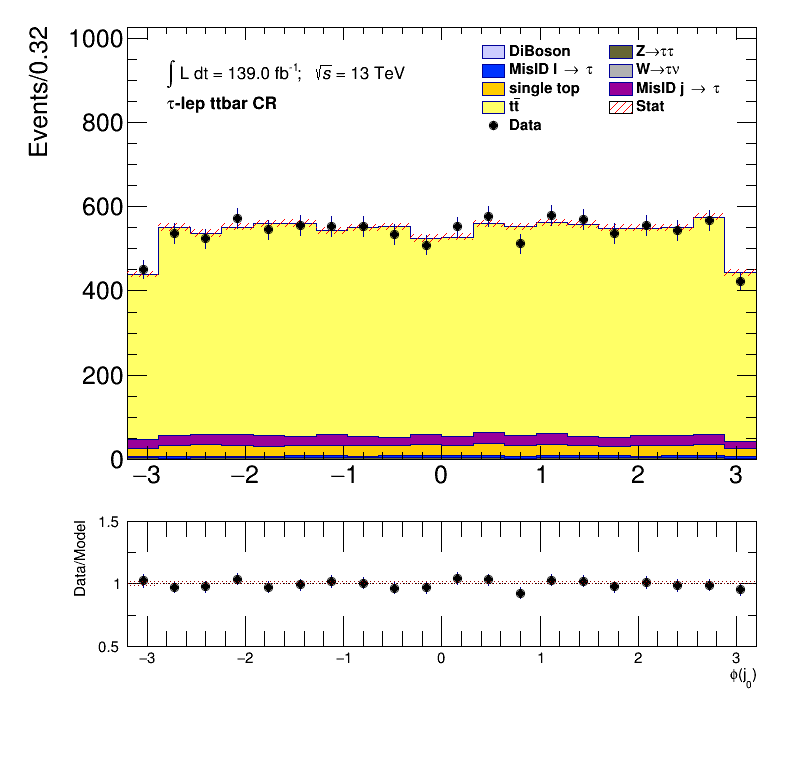 Events/0.32
1000
800
600
400
200
0
∫ L dt = 139.0 fb⁻¹; √s = 13 TeV
τ-lep ttbar CR
DiBoson
MisID l → τ
single top
tt̄
Data
Z→ττ
W→τν
MisID j → τ
Stat
−3 −2 −1 0 1 2 3
Data/Model
1.5
1
0.5
−3 −2 −1 0 1 2 3
ϕ(j₀)